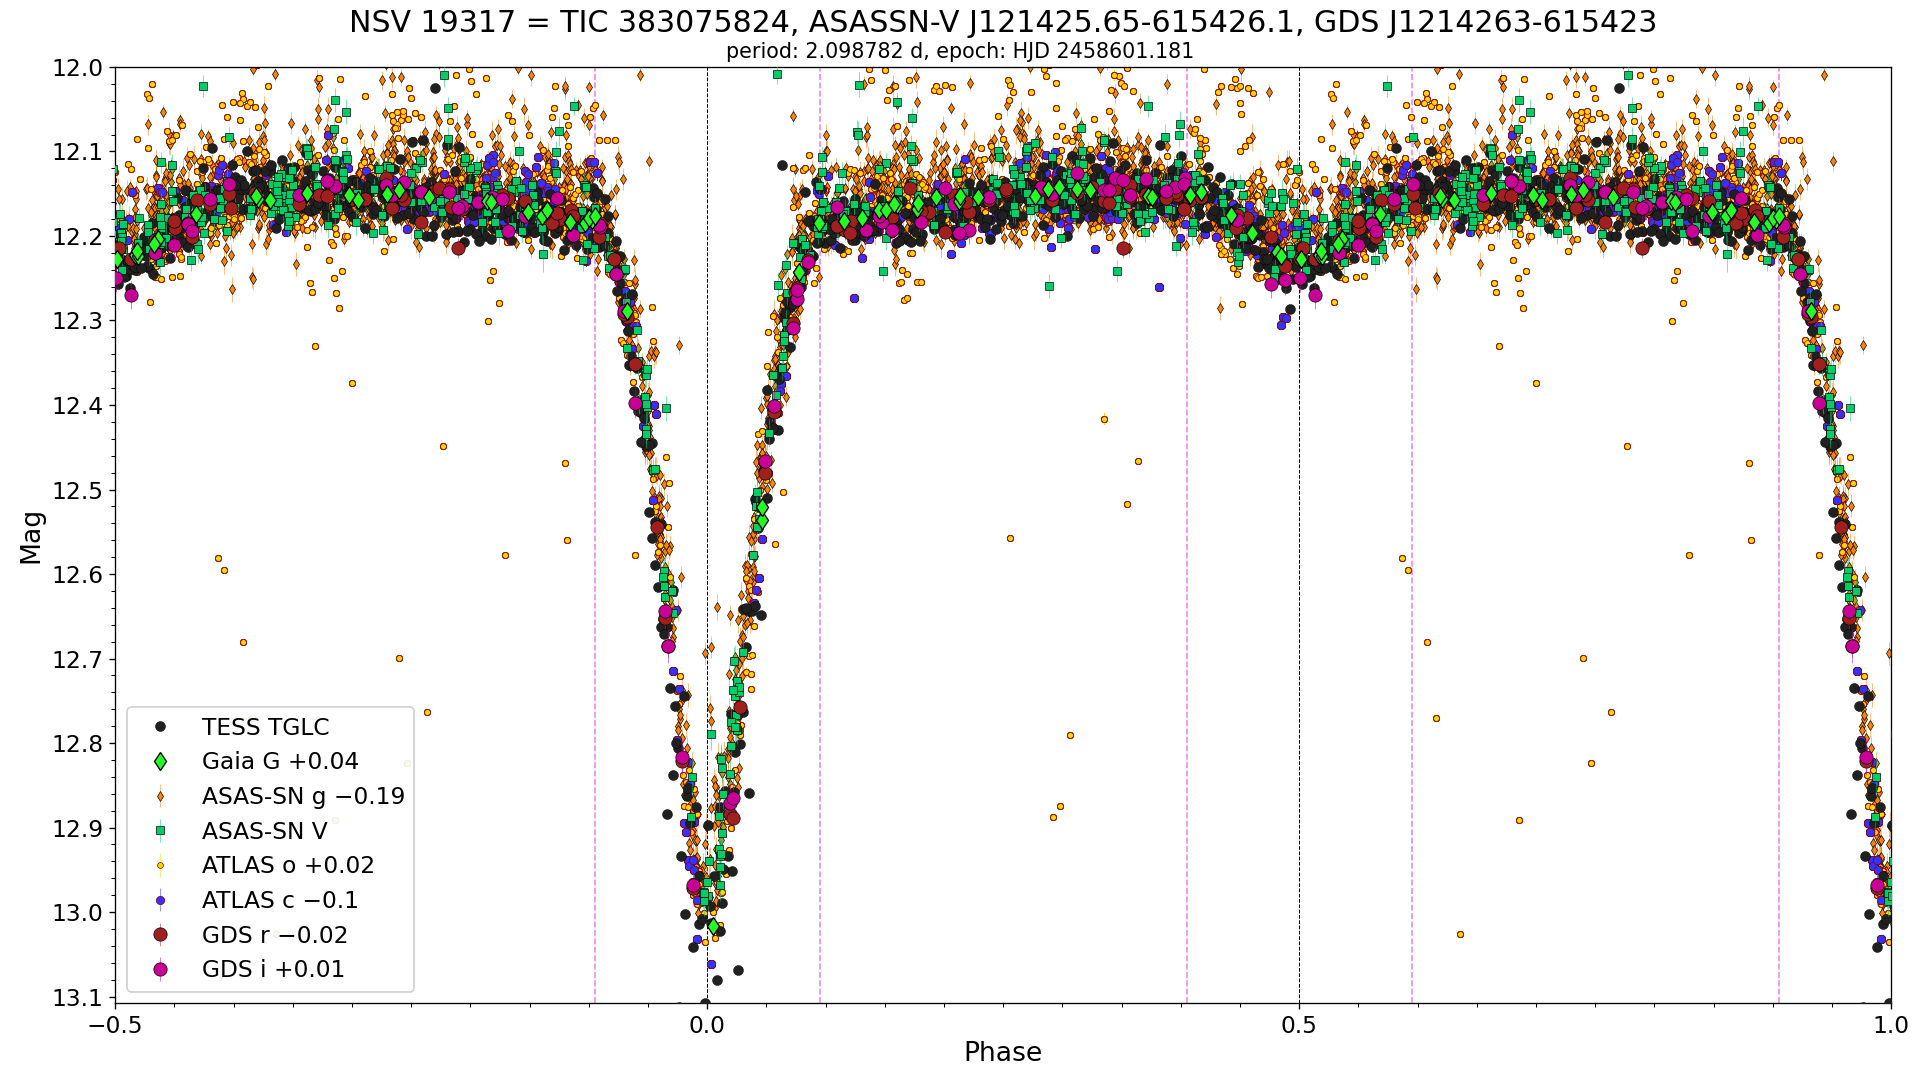 NSV 19317 = TIC 383075824, ASASSN-V J121425.65-615426.1, GDS J1214263-615423
period: 2.098782 d, epoch: HJD 2458601.181
12.0
12.1
12.2
12.3
12.4
12.5
12.6
12.7
12.8
12.9
13.0
13.1
Mag
TESS TGLC
Gaia G +0.04
ASAS-SN g −0.19
ASAS-SN V
ATLAS o +0.02
ATLAS c −0.1
GDS r −0.02
GDS i +0.01
−0.5 0.0 0.5 1.0
Phase